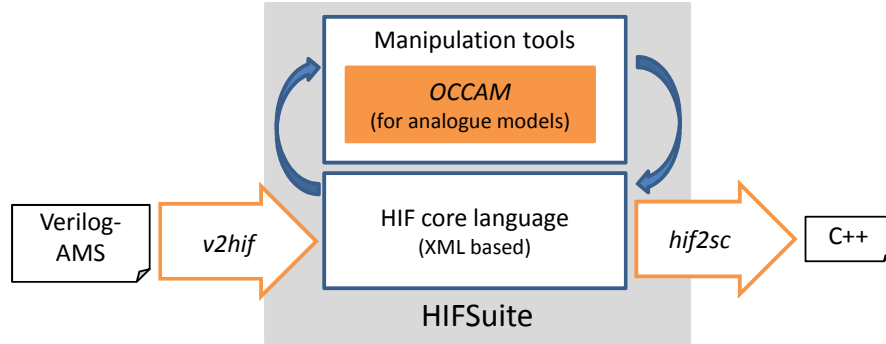 Manipulation tools
OCCAM
(for analogue models)
Verilog-
AMS
v2hif
HIF core language
(XML based)
hif2sc
C++
HIFSuite